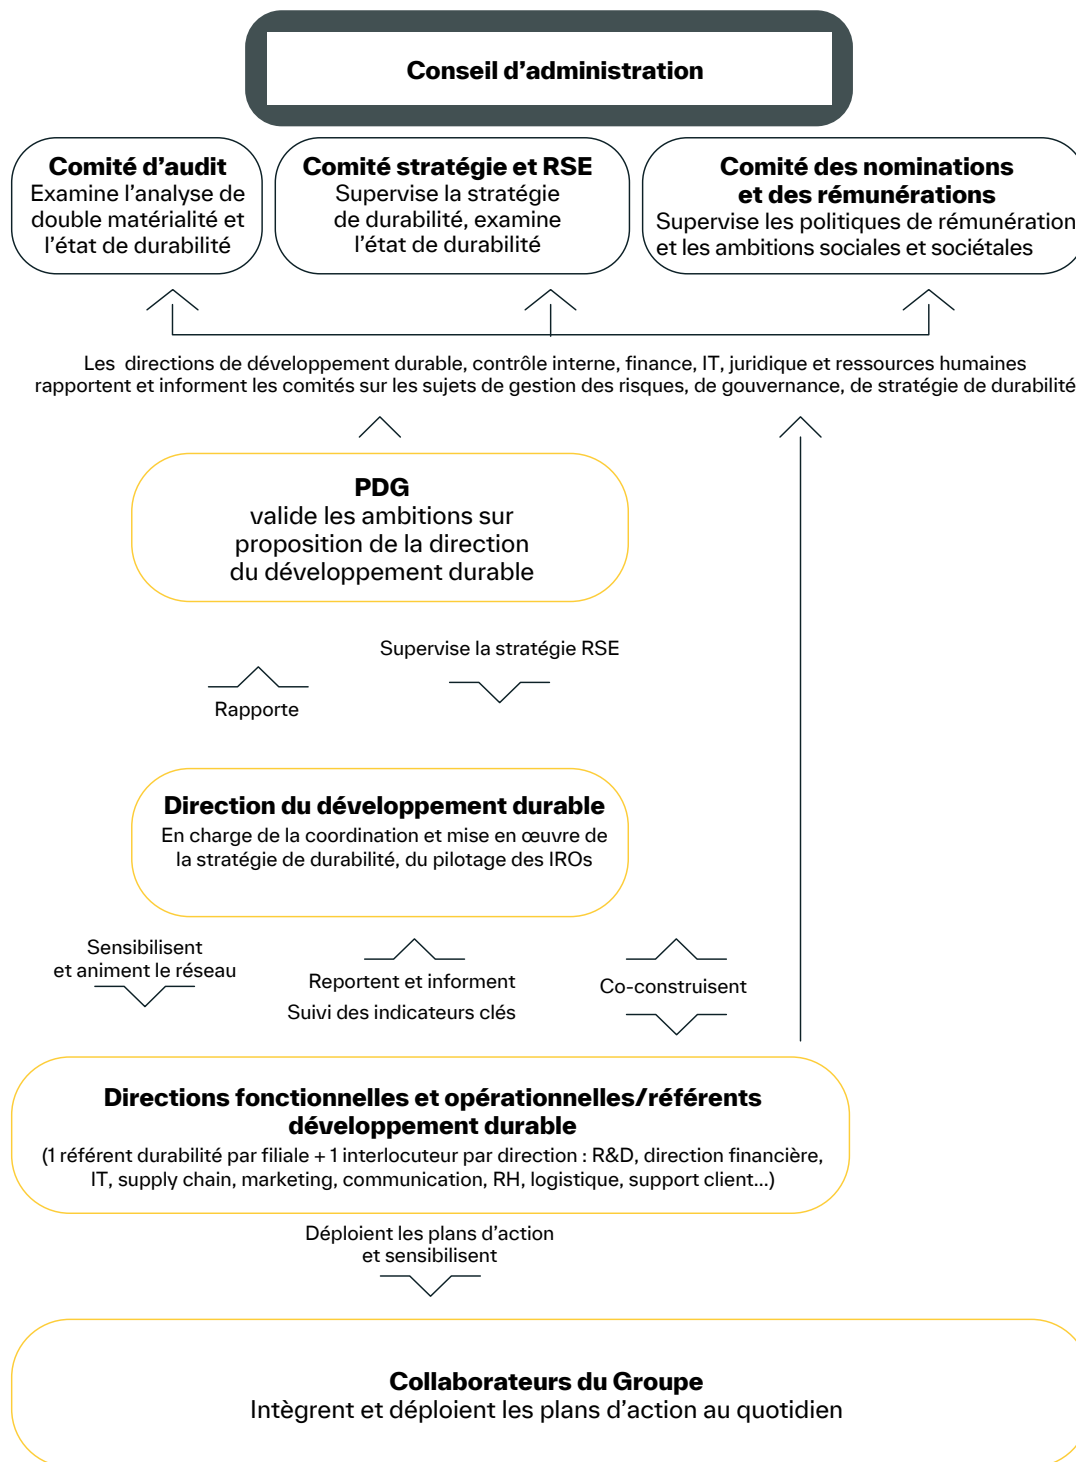 Conseil d’administration
Comité d’audit
Examine l’analyse de
double matérialité et
l’état de durabilité
Comité stratégie et RSE
Supervise la stratégie
de durabilité, examine
l’état de durabilité
Comité des nominations
et des rémunérations
Supervise les politiques de rémunération
et les ambitions sociales et sociétales
Les directions de développement durable, contrôle interne, finance, IT, juridique et ressources humaines
rapportent et informent les comités sur les sujets de gestion des risques, de gouvernance, de stratégie de durabilité
PDG
valide les ambitions sur
proposition de la direction
du développement durable
Supervise la stratégie RSE
Rapporte
Direction du développement durable
En charge de la coordination et mise en œuvre de
la stratégie de durabilité, du pilotage des IROs
Sensibilisent
et animent le réseau
Reportent et informent
Suivi des indicateurs clés
Co-construisent
Directions fonctionnelles et opérationnelles/référents
développement durable
(1 référent durabilité par filiale + 1 interlocuteur par direction : R&D, direction financière,
IT, supply chain, marketing, communication, RH, logistique, support client...)
Déploient les plans d’action
et sensibilisent
Collaborateurs du Groupe
Intègrent et déploient les plans d’action au quotidien